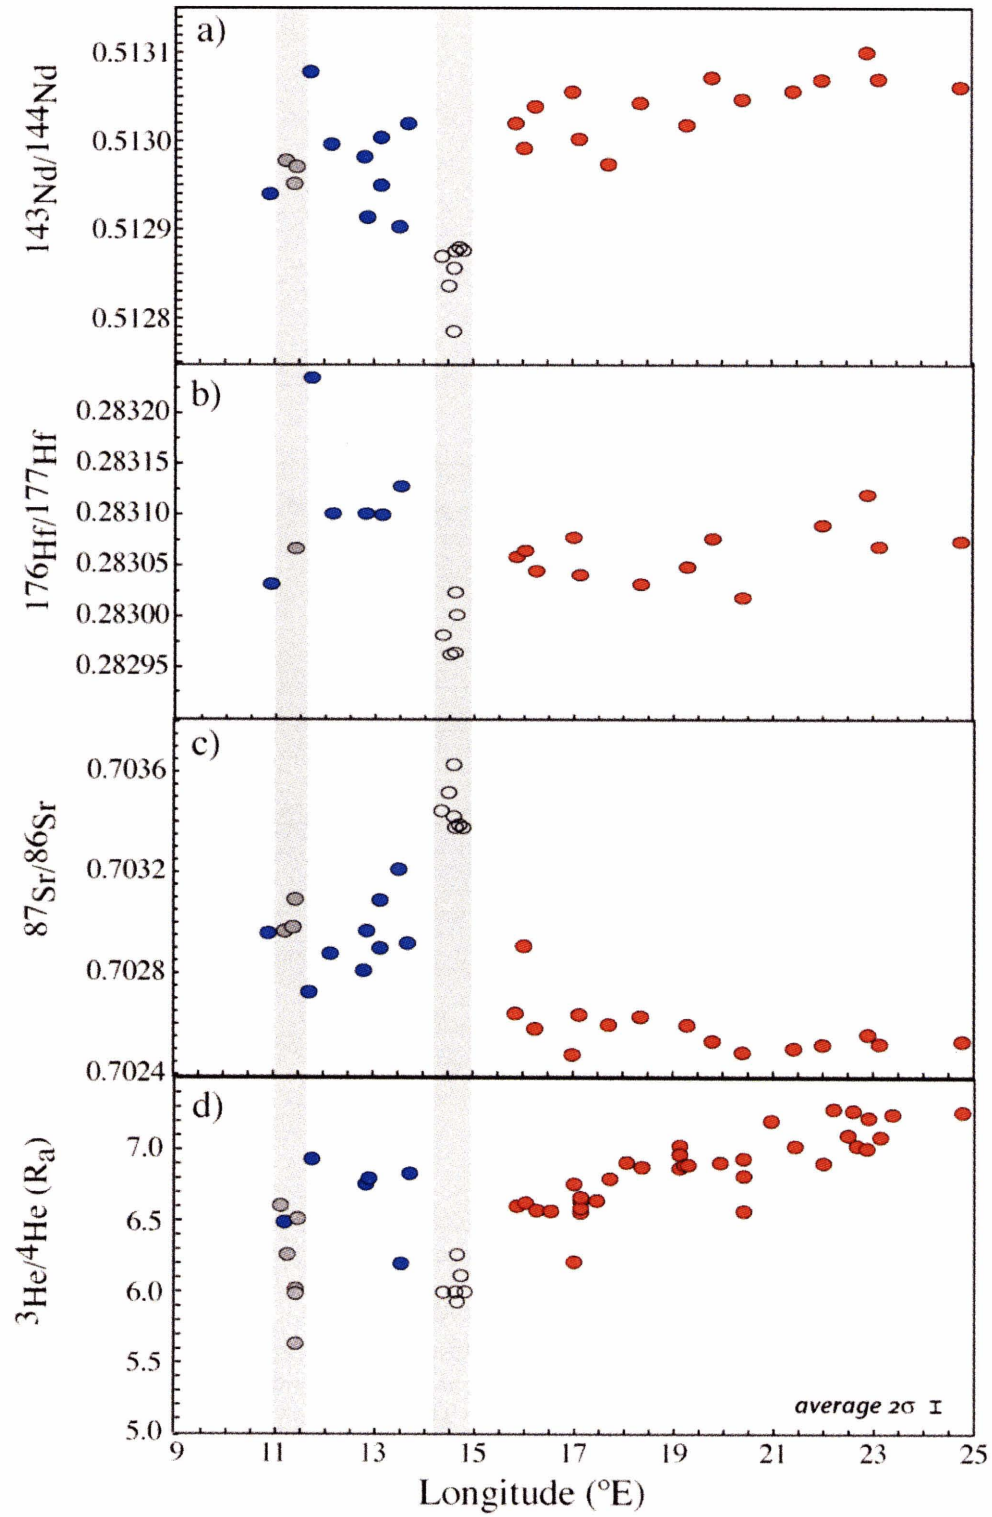 a)
0.5131
0.5130
0.5129
0.5128
143Nd/144Nd
b)
0.28320
0.28315
0.28310
0.28305
0.28300
0.28295
176Hf/177Hf
c)
0.7036
0.7032
0.7028
0.7024
87Sr/86Sr
d)
7.0
6.5
6.0
5.5
5.0
3He/4He (Ra)
average 2σ
9 11 13 15 17 19 21 23 25
Longitude (°E)